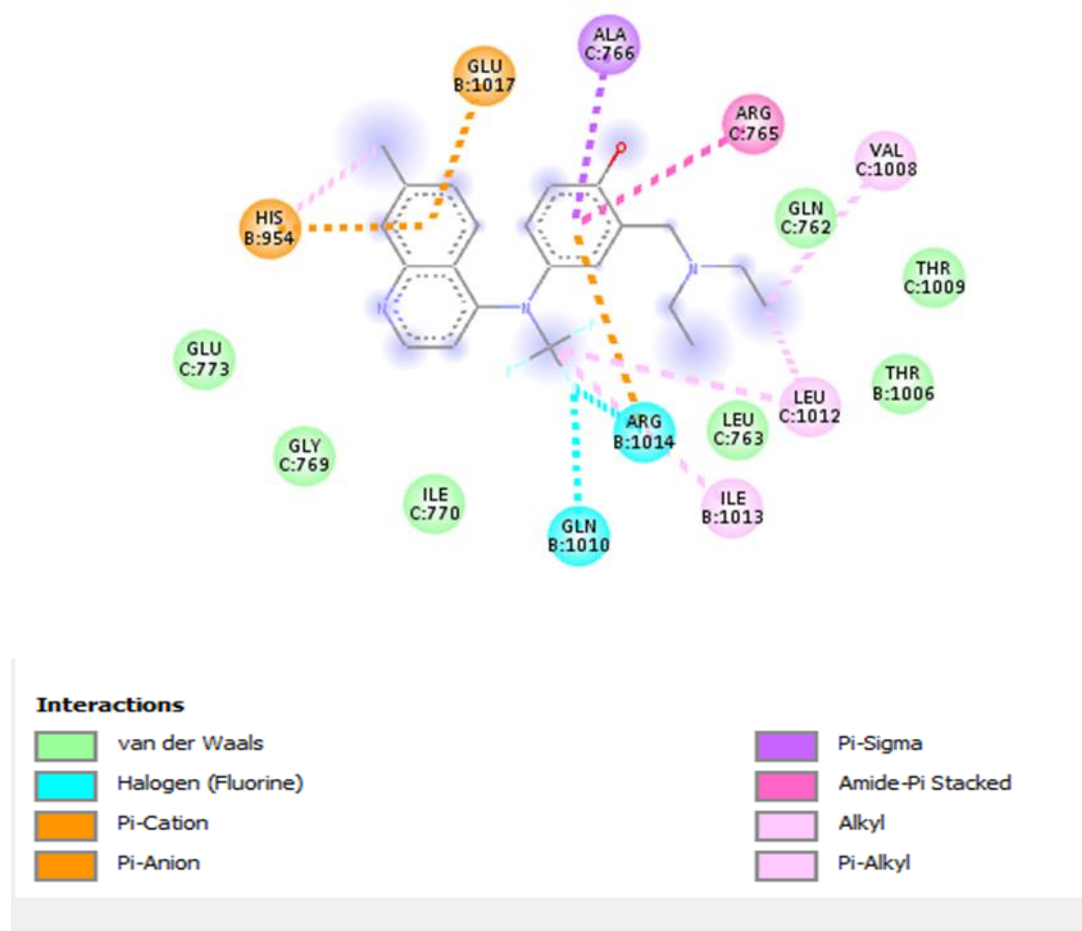 ALA
C:766
GLU
B:1017
ARG
C:765
VAL
C:1008
GLN
C:762
HIS
B:954
THR
C:1009
N
N
N
F
F
GLU
C:773
THR
B:1006
LEU
C:1012
ARG
B:1014
LEU
C:763
GLY
C:769
ILE
C:770
ILE
B:1013
GLN
B:1010
Interactions
van der Waals
Halogen (Fluorine)
Pi-Cation
Pi-Anion
Pi-Sigma
Amide-Pi Stacked
Alkyl
Pi-Alkyl